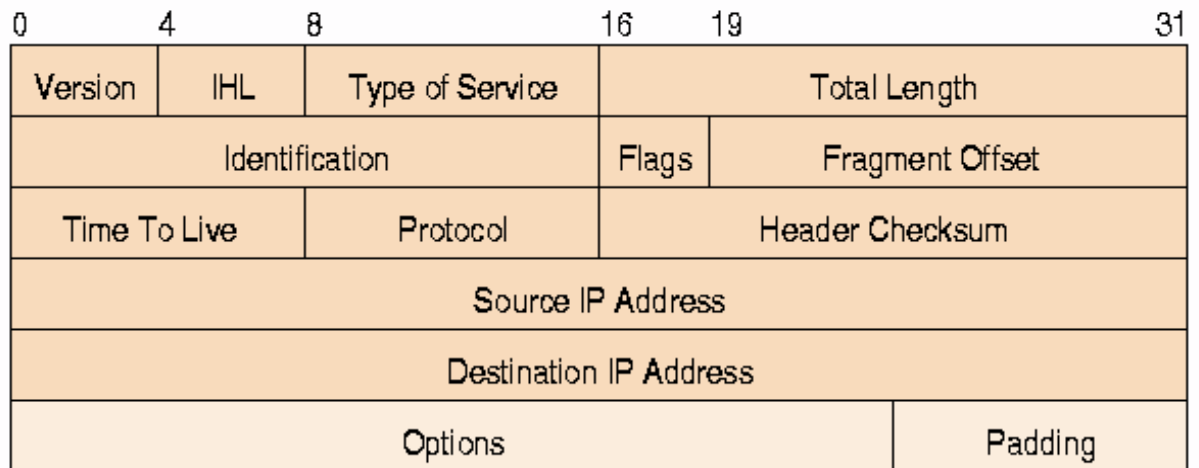 0 4 8 16 19 31
Version IHL Type of Service Total Length
Identification Flags Fragment Offset
Time To Live Protocol Header Checksum
Source IP Address
Destination IP Address
Options Padding